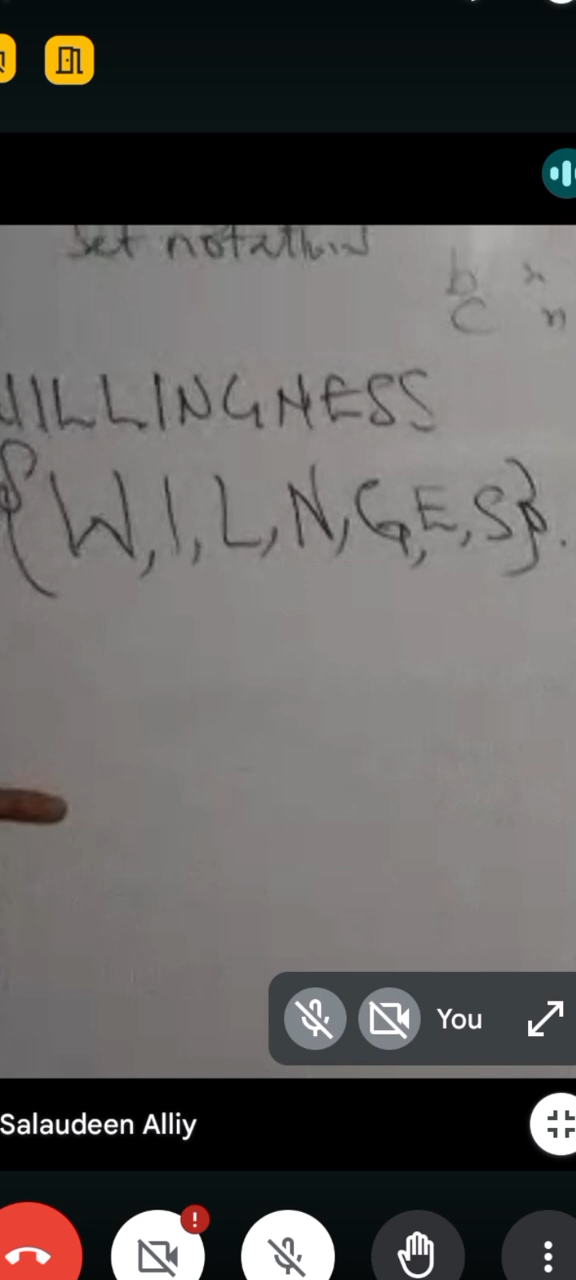 Set notation
b x
c n
WILLINGNESS
{W,I,L,N,G,E,S}.
You
Salaudeen Alliy
!